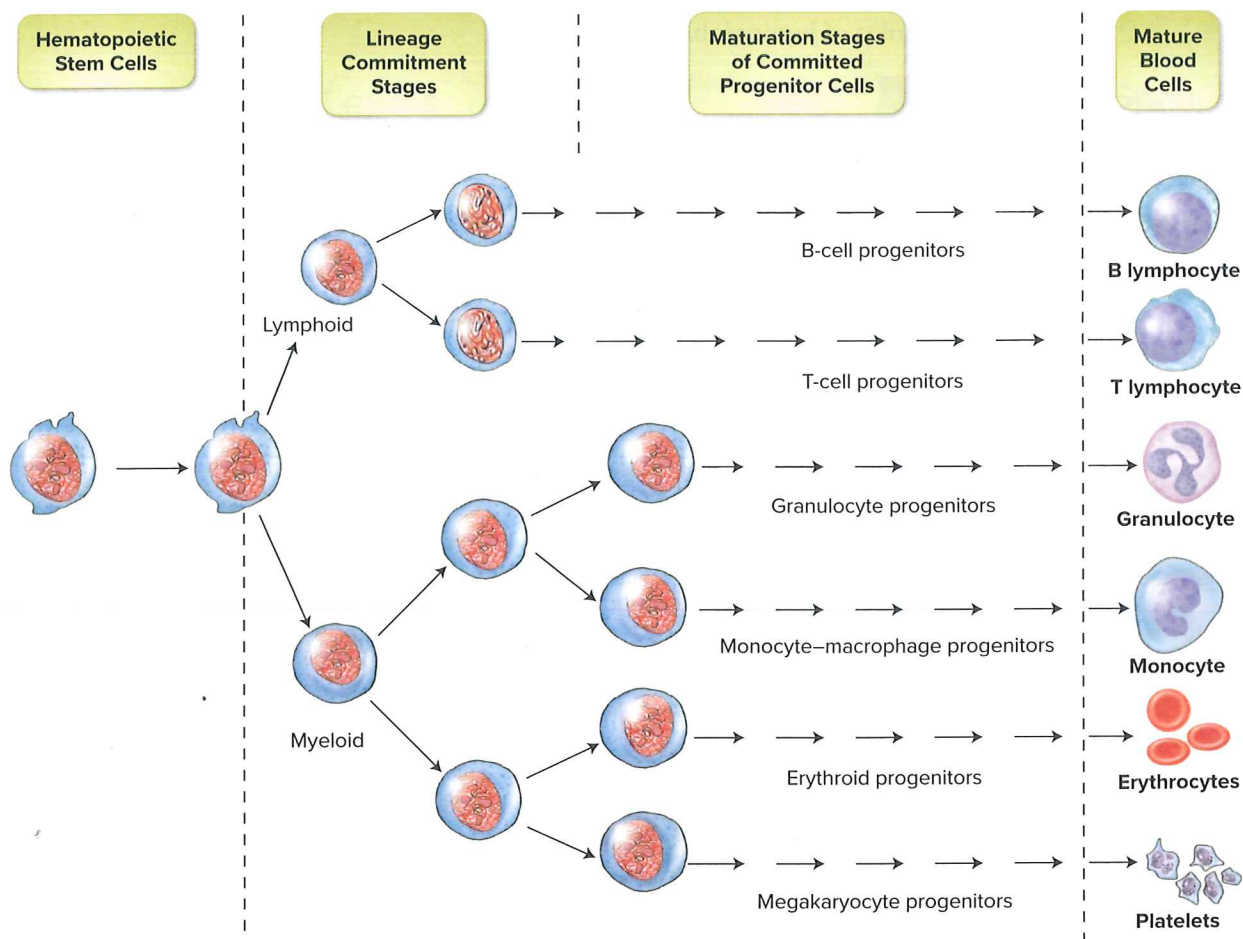 Hematopoietic
Stem Cells
Lineage
Commitment
Stages
Maturation Stages
of Committed
Progenitor Cells
Mature
Blood
Cells
B-cell progenitors
B lymphocyte
Lymphoid
T-cell progenitors
T lymphocyte
Granulocyte progenitors
Granulocyte
Monocyte–macrophage progenitors
Monocyte
Myeloid
Erythroid progenitors
Erythrocytes
Megakaryocyte progenitors
Platelets